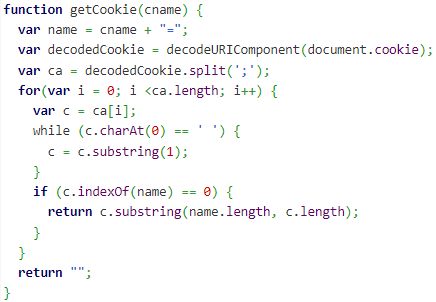 function getCookie(cname) {
  var name = cname + "=";
  var decodedCookie = decodeURIComponent(document.cookie);
  var ca = decodedCookie.split(';');
  for(var i = 0; i <ca.length; i++) {
    var c = ca[i];
    while (c.charAt(0) == ' ') {
      c = c.substring(1);
    }
    if (c.indexOf(name) == 0) {
      return c.substring(name.length, c.length);
    }
  }
  return "";
}